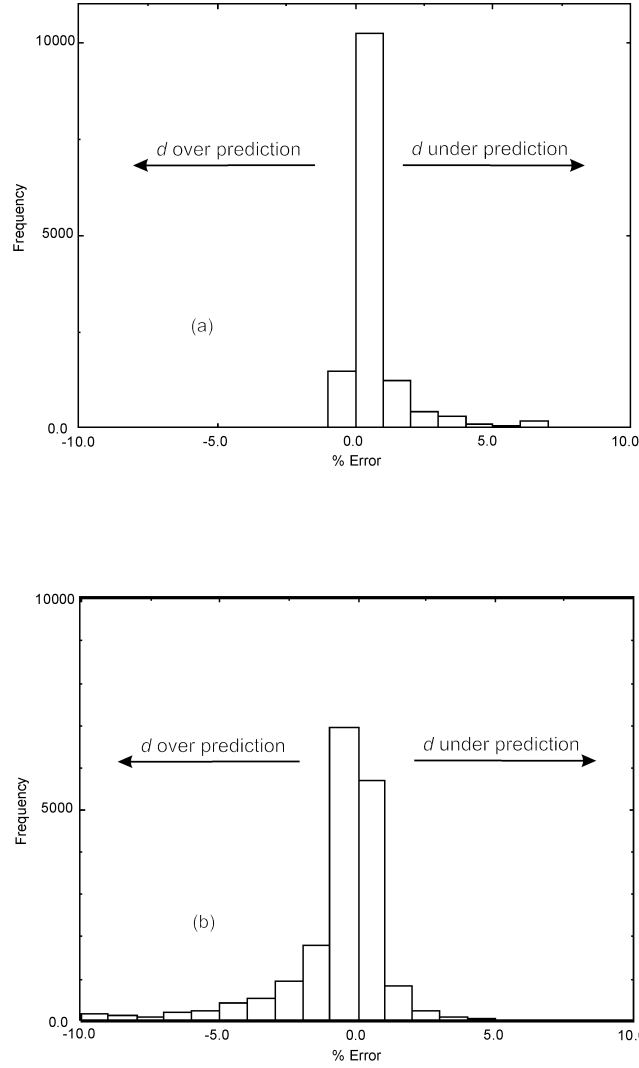 10000
d over prediction
d under prediction
Frequency
5000
(a)
0.0
-10.0
-5.0
0.0
5.0
10.0
% Error
10000
d over prediction
d under prediction
Frequency
5000
(b)
0.0
-10.0
-5.0
0.0
5.0
10.
% Error